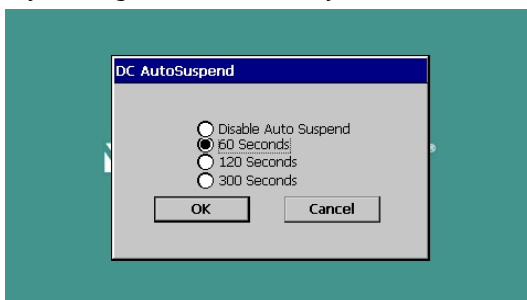 DC AutoSuspend
Disable Auto Suspend
60 Seconds
120 Seconds
300 Seconds
OK
Cancel
®